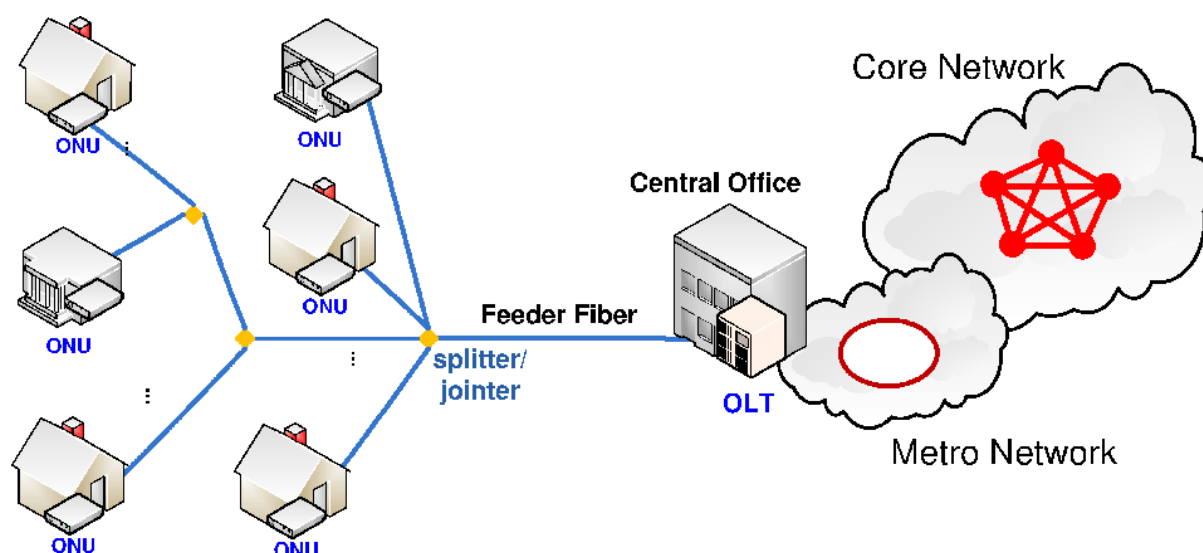 Core Network
ONU
ONU
Central Office
ONU
ONU
Feeder Fiber
splitter/
jointer
OLT
Metro Network
ONU
ONU